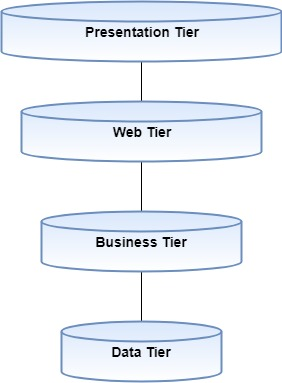 Presentation Tier
Web Tier
Business Tier
Data Tier